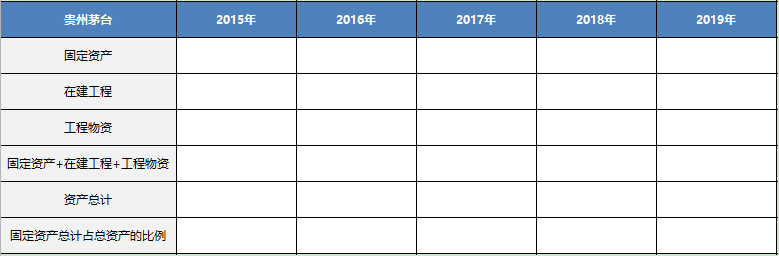 贵州茅台 2015年 2016年 2017年 2018年 2019年
固定资产
在建工程
工程物资
固定资产+在建工程+工程物资
资产总计
固定资产总计占总资产的比例